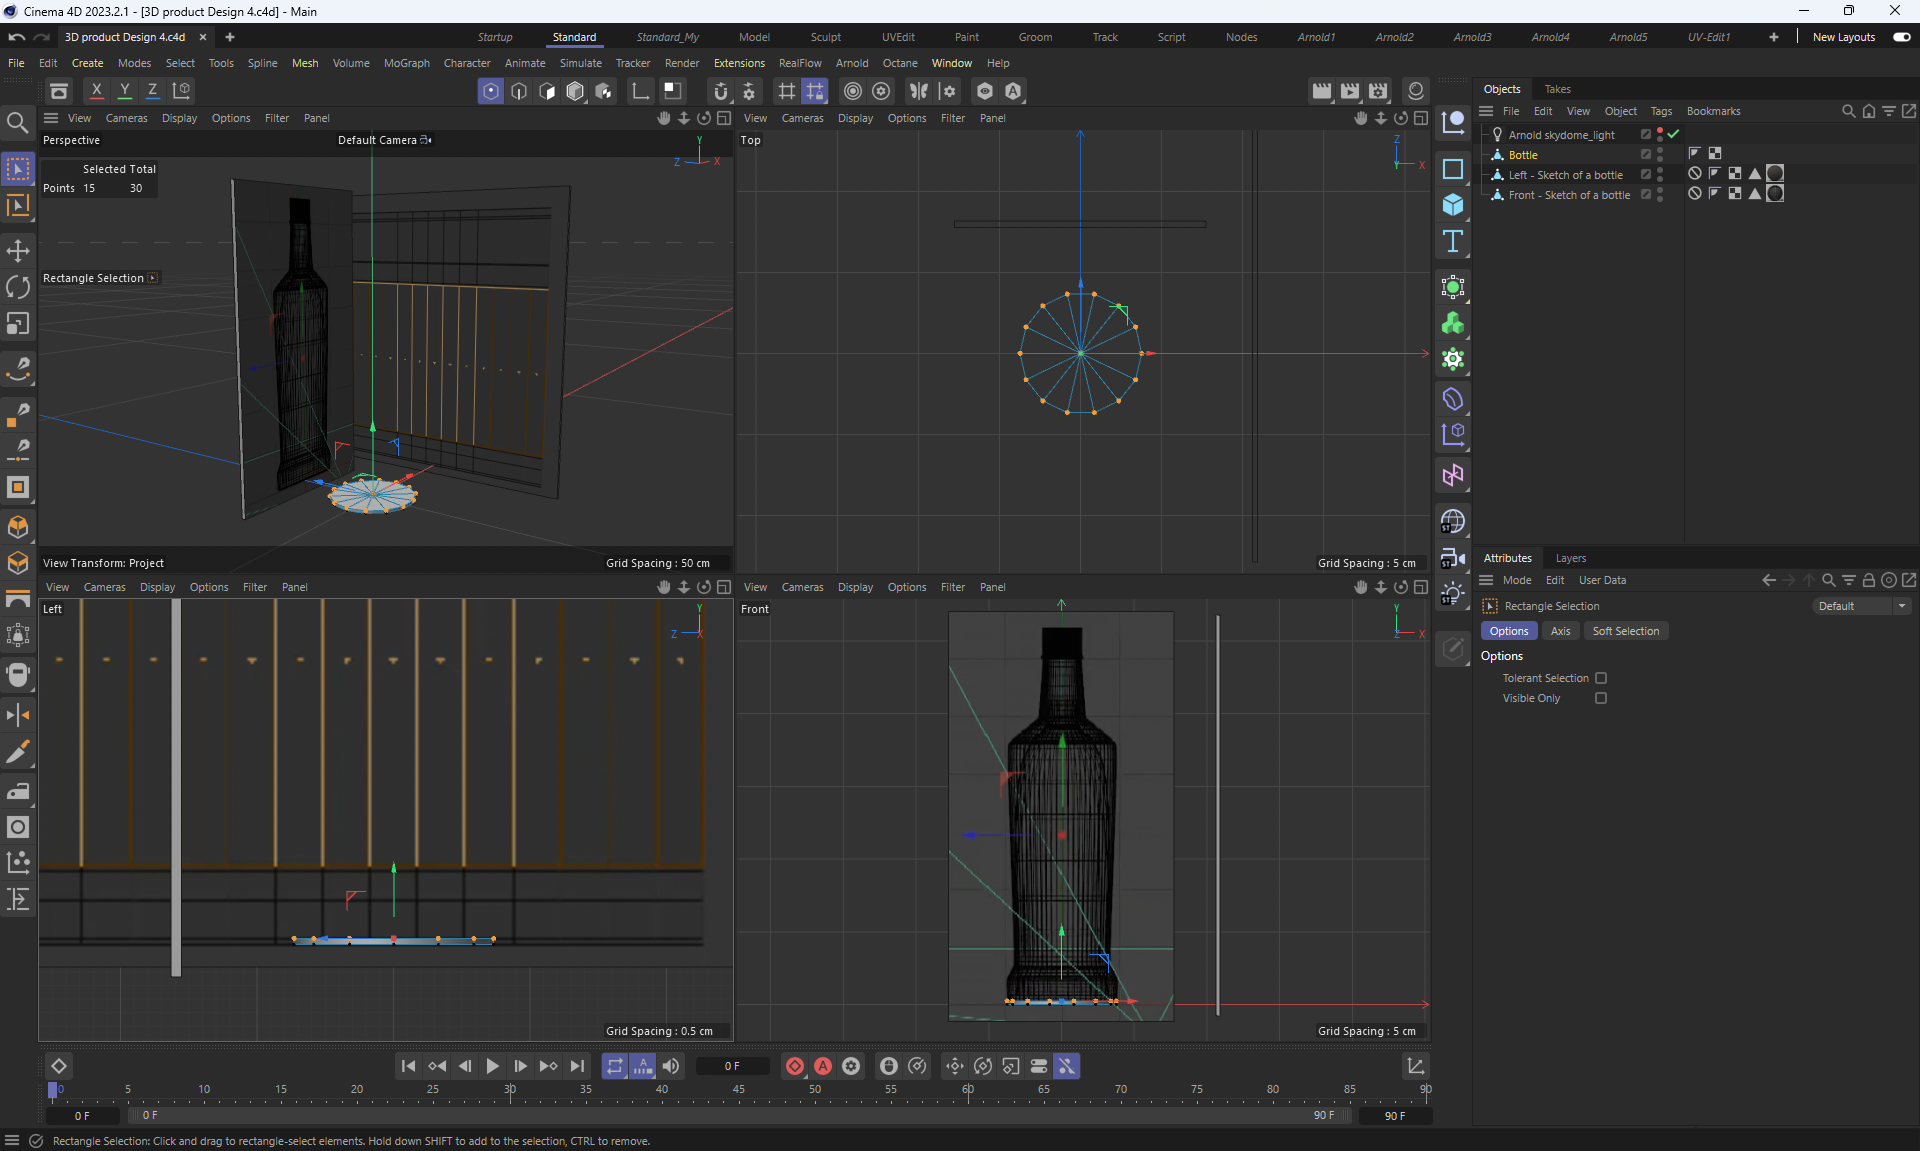 Cinema 4D 2023.2.1 - [3D product Design 4.c4d] - Main
3D product Design 4.c4d × +
Startup Standard Standard_My Model Sculpt UVEdit Paint Groom Track Script Nodes Arnold1 Arnold2 Arnold3 Arnold4 Arnold5 UV-Edit1 + New Layouts
File Edit Create Modes Select Tools Spline Mesh Volume MoGraph Character Animate Simulate Tracker Render Extensions RealFlow Arnold Octane Window Help
X Y Z
Objects Takes
File Edit View Object Tags Bookmarks
Arnold skydome_light
Bottle
Left - Sketch of a bottle
Front - Sketch of a bottle
View Cameras Display Options Filter Panel
Perspective
Default Camera
Y
Z X
Selected Total
Points 15 30
Rectangle Selection
View Transform: Project
Grid Spacing : 50 cm
View Cameras Display Options Filter Panel
Top
Z
Y X
Grid Spacing : 5 cm
View Cameras Display Options Filter Panel
Left
Y
Z X
Grid Spacing : 0.5 cm
View Cameras Display Options Filter Panel
Front
Y
Z X
Grid Spacing : 5 cm
ST
ST
ST
Attributes Layers
Mode Edit User Data
Rectangle Selection
Default
Options Axis Soft Selection
Options
Tolerant Selection
Visible Only
A
0 F
A
0 5 10 15 20 25 30 35 40 45 50 55 60 65 70 75 80 85 90
0 F
0 F
90 F
90 F
Rectangle Selection: Click and drag to rectangle-select elements. Hold down SHIFT to add to the selection, CTRL to remove.